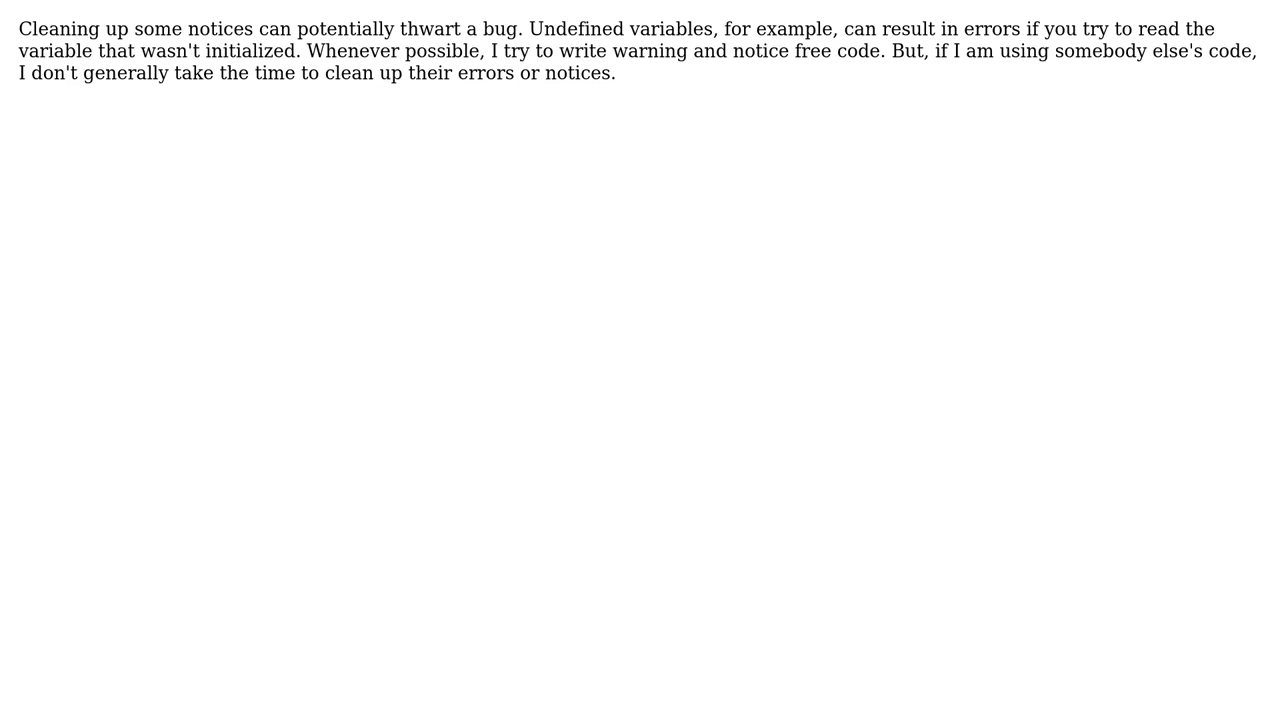 Cleaning up some notices can potentially thwart a bug. Undefined variables, for example, can result in errors if you try to read the
variable that wasn't initialized. Whenever possible, I try to write warning and notice free code. But, if I am using somebody else's code,
I don't generally take the time to clean up their errors or notices.